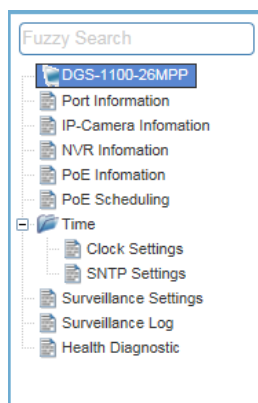 Fuzzy Search
DGS-1100-26MPP
Port Information
IP-Camera Infomation
NVR Infomation
PoE Infomation
PoE Scheduling
Time
Clock Settings
SNTP Settings
Surveillance Settings
Surveillance Log
Health Diagnostic